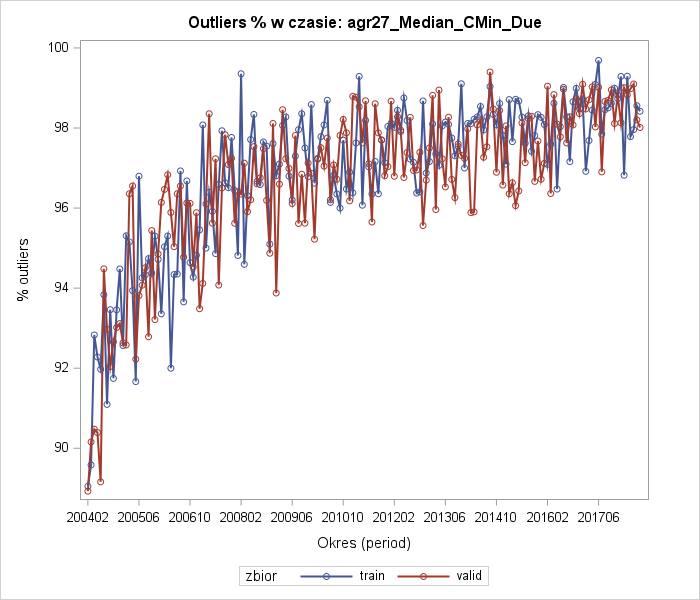 Outliers % w czasie: agr27_Median_CMin_Due
% outliers
100
98
96
94
92
90
200402 200506 200610 200802 200906 201010 201202 201306 201410 201602 201706
Okres (period)
zbior train valid